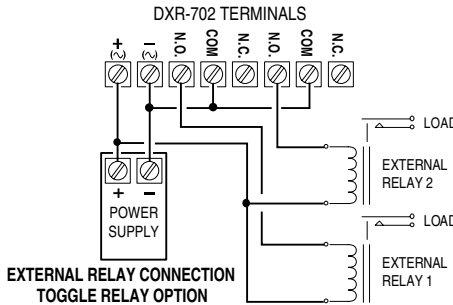 DXR-702 TERMINALS
+ (~) – (~) N.O. COM N.C. N.O. COM N.C.
LOAD
EXTERNAL
RELAY 2
+ –
POWER
SUPPLY
LOAD
EXTERNAL
RELAY 1
EXTERNAL RELAY CONNECTION
TOGGLE RELAY OPTION